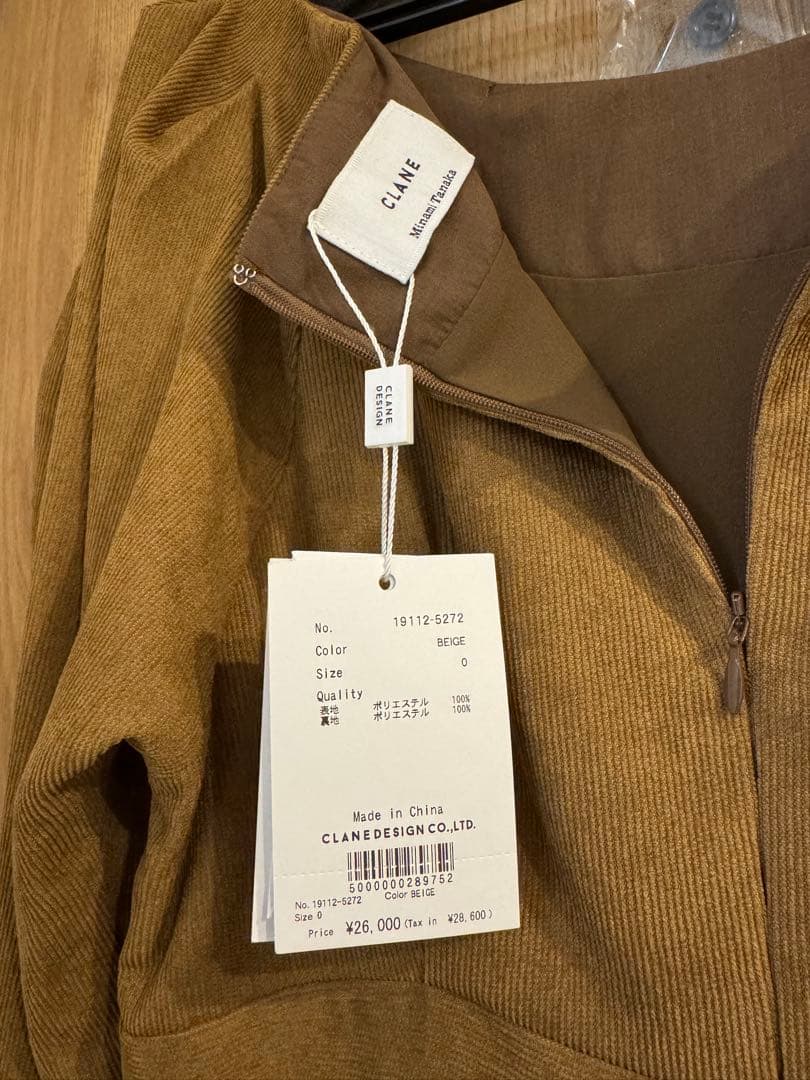 CLANE
Minami Tanaka
CLANE
DESIGN
No. 19112-5272
Color BEIGE
Size 0
Quality
表地 ポリエステル 100%
裏地 ポリエステル 100%
Made in China
CLANE DESIGN CO.,LTD.
5000000289752
No. 19112-5272 Color BEIGE
Size 0
Price ¥26,000 (Tax in ¥28,600)